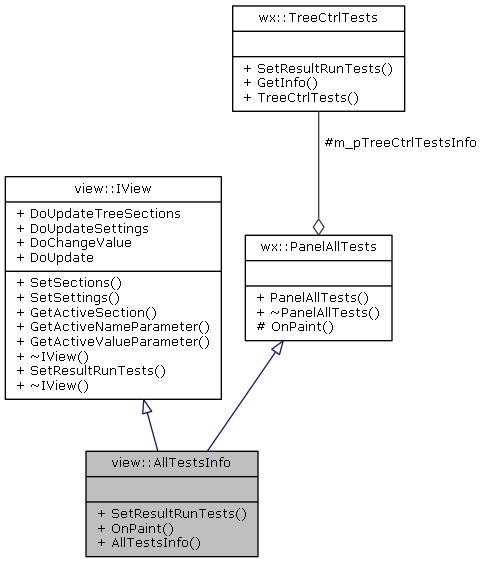 wx::TreeCtrlTests
+ SetResultRunTests()
+ GetInfo()
+ TreeCtrlTests()
#m_pTreeCtrlTestsInfo
view::IView
+ DoUpdateTreeSections
+ DoUpdateSettings
+ DoChangeValue
+ DoUpdate
+ SetSections()
+ SetSettings()
+ GetActiveSection()
+ GetActiveNameParameter()
+ GetActiveValueParameter()
+ ~IView()
+ SetResultRunTests()
+ ~IView()
wx::PanelAllTests
+ PanelAllTests()
+ ~PanelAllTests()
# OnPaint()
view::AllTestsInfo
+ SetResultRunTests()
+ OnPaint()
+ AllTestsInfo()